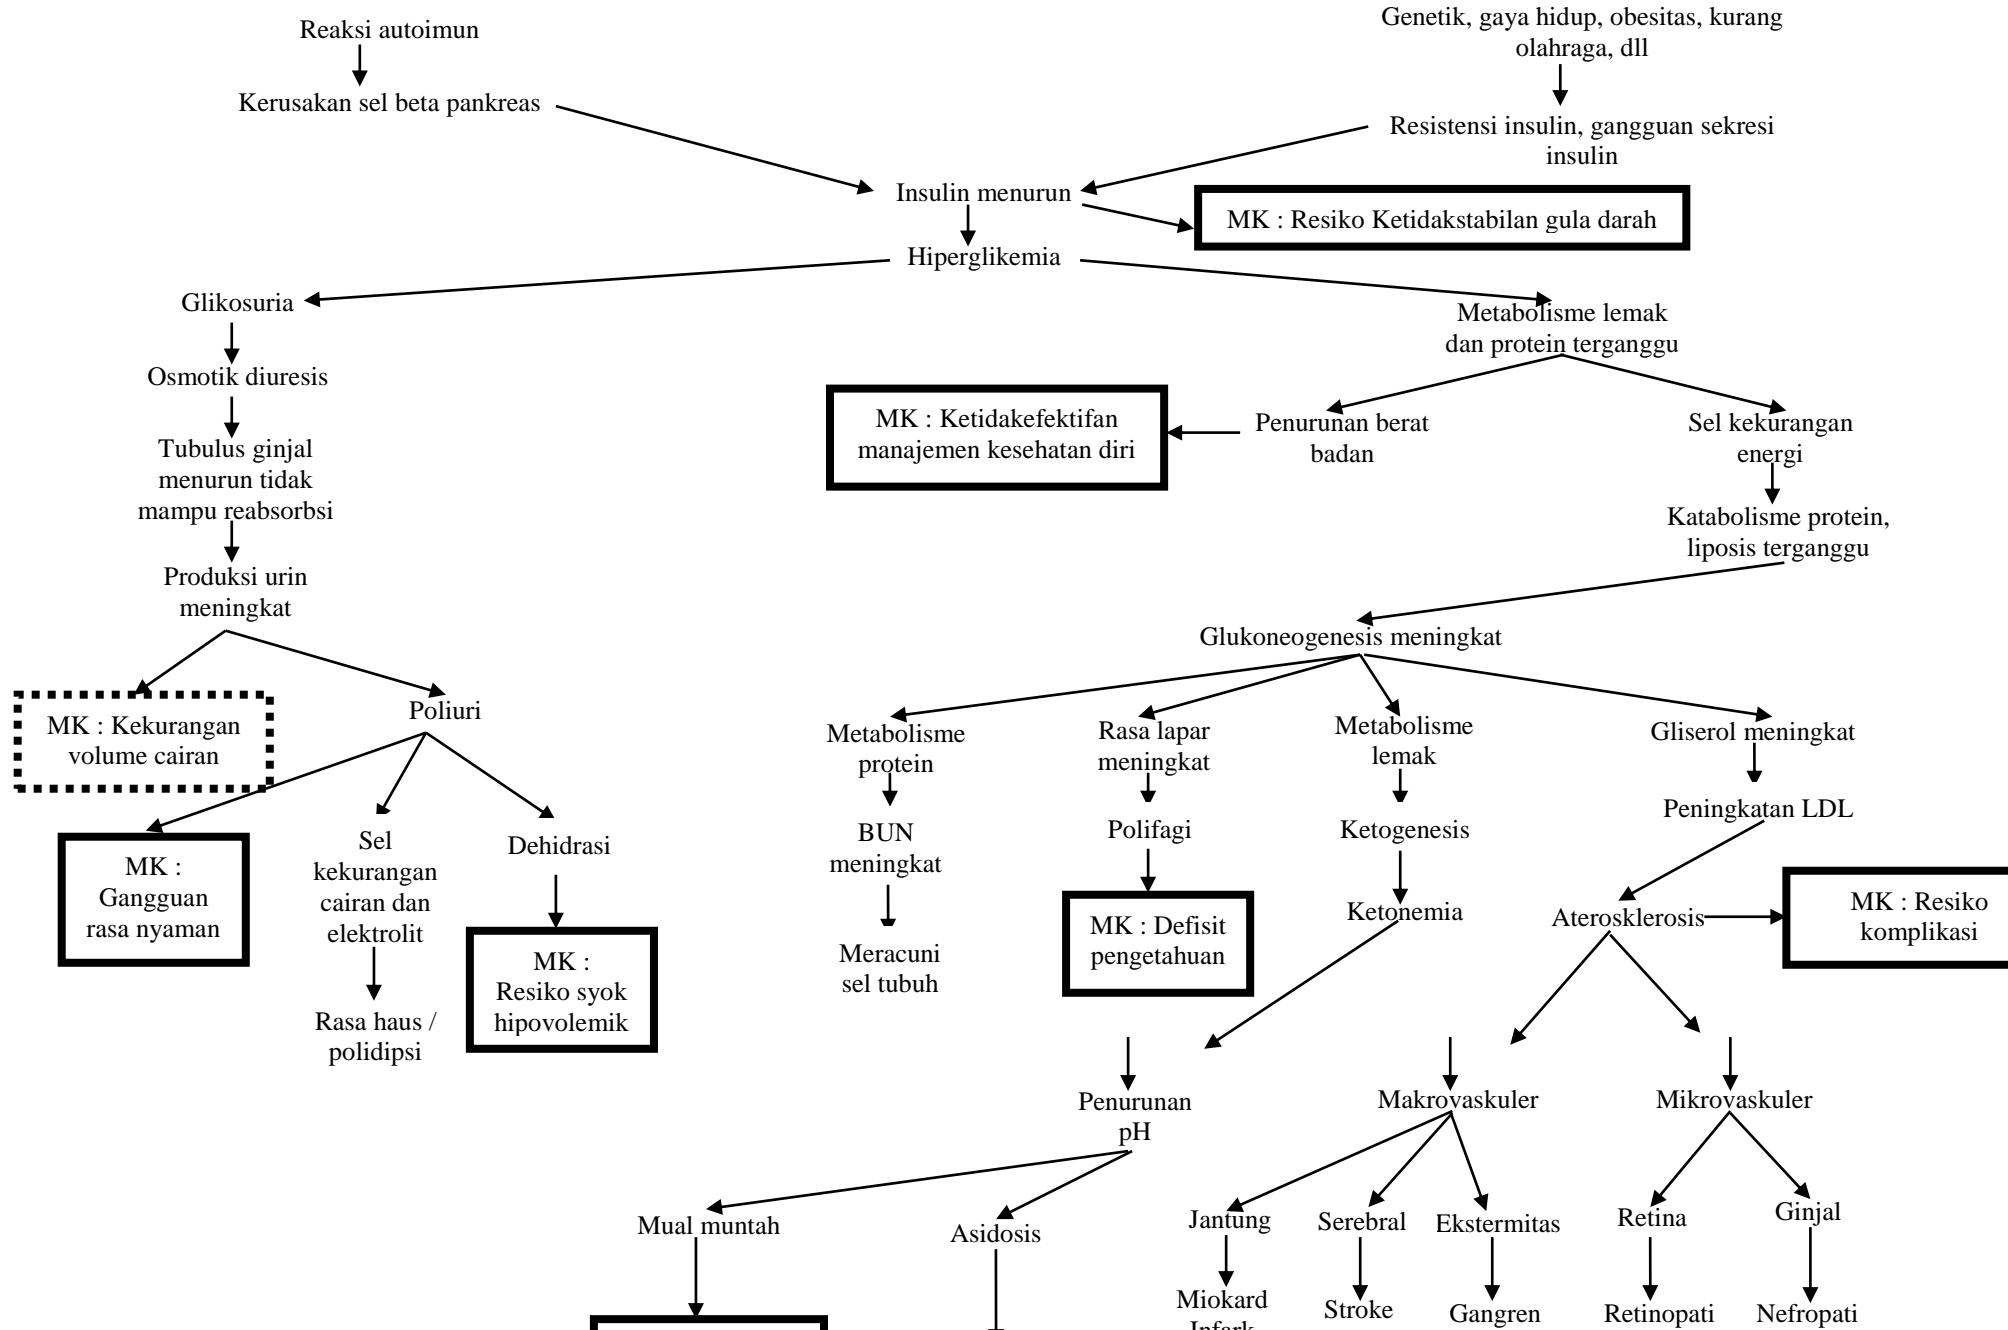 Reaksi autoimun
Genetik, gaya hidup, obesitas, kurang
olahraga, dll
Kerusakan sel beta pankreas
Resistensi insulin, gangguan sekresi
insulin
Insulin menurun
MK : Resiko Ketidakstabilan gula darah
Hiperglikemia
Glikosuria
Metabolisme lemak
dan protein terganggu
Osmotik diuresis
MK : Ketidakefektifan
manajemen kesehatan diri
Penurunan berat
badan
Sel kekurangan
energi
Tubulus ginjal
menurun tidak
mampu reabsorbsi
Katabolisme protein,
liposis terganggu
Produksi urin
meningkat
Glukoneogenesis meningkat
MK : Kekurangan
volume cairan
Poliuri
Metabolisme
protein
Rasa lapar
meningkat
Metabolisme
lemak
Gliserol meningkat
MK :
Gangguan
rasa nyaman
Sel
kekurangan
cairan dan
elektrolit
Dehidrasi
BUN
meningkat
Polifagi
Ketogenesis
Peningkatan LDL
MK :
Resiko syok
hipovolemik
Meracuni
sel tubuh
MK : Defisit
pengetahuan
Ketonemia
Aterosklerosis
MK : Resiko
komplikasi
Rasa haus /
polidipsi
Penurunan
pH
Makrovaskuler
Mikrovaskuler
Mual muntah
Asidosis
Jantung
Serebral
Ekstermitas
Retina
Ginjal
Miokard
Infark
Stroke
Gangren
Retinopati
Nefropati